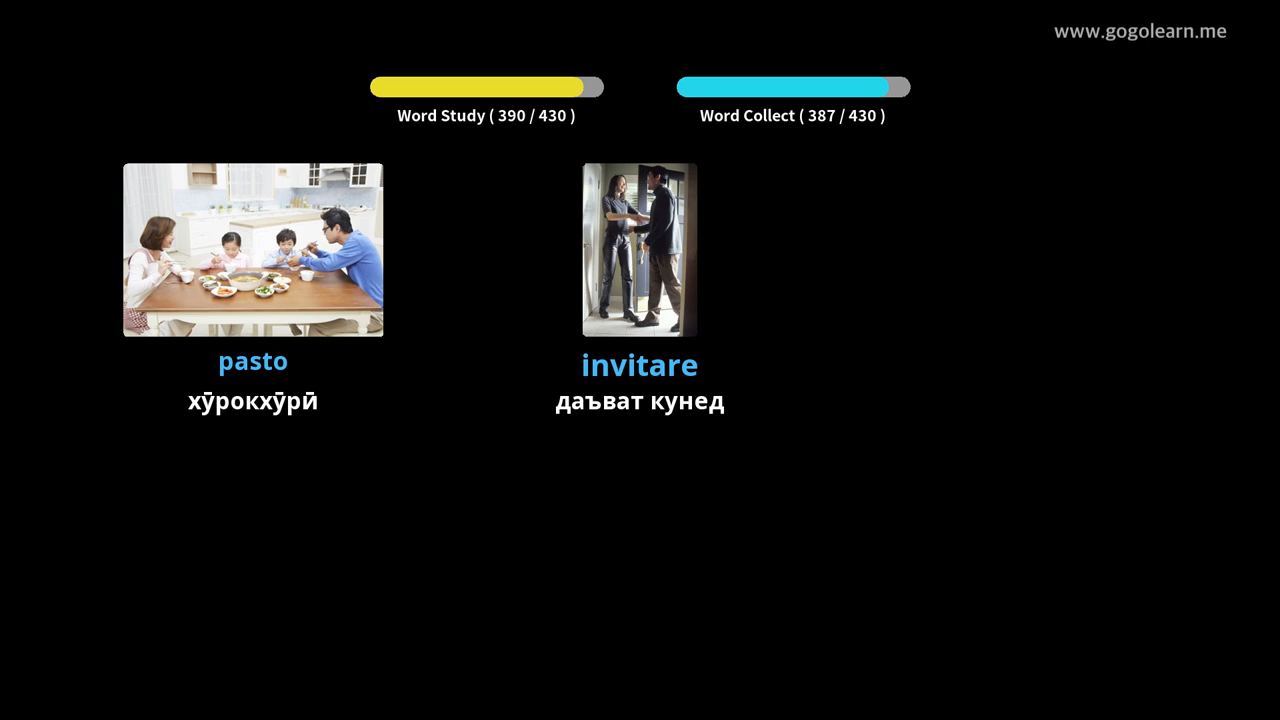 www.gogolearn.me
Word Study ( 390 / 430 )
Word Collect ( 387 / 430 )
pasto
хӯрокхӯрӣ
invitare
даъват кунед